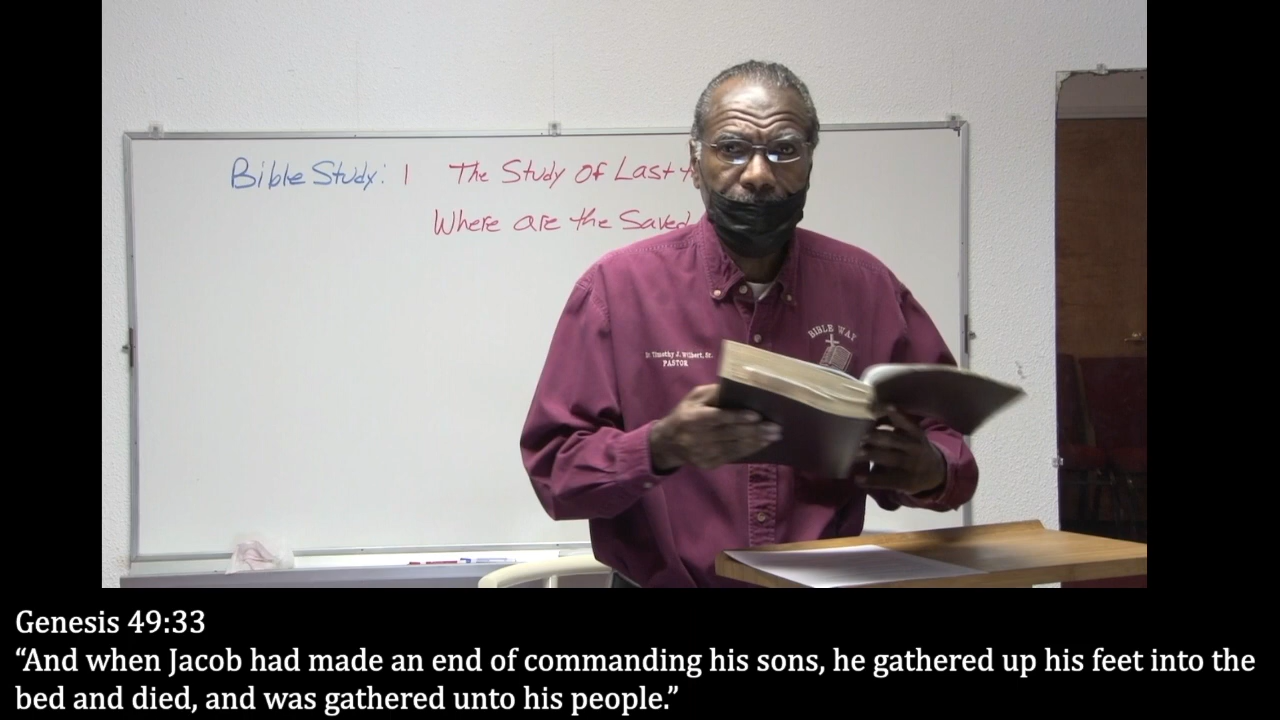 Bible Study: 1 The Study Of Last
Where are the Saved
BIBLE WAY
Dr. Timothy J. Wilbert, Sr.
PASTOR
Genesis 49:33
“And when Jacob had made an end of commanding his sons, he gathered up his feet into the
bed and died, and was gathered unto his people.”